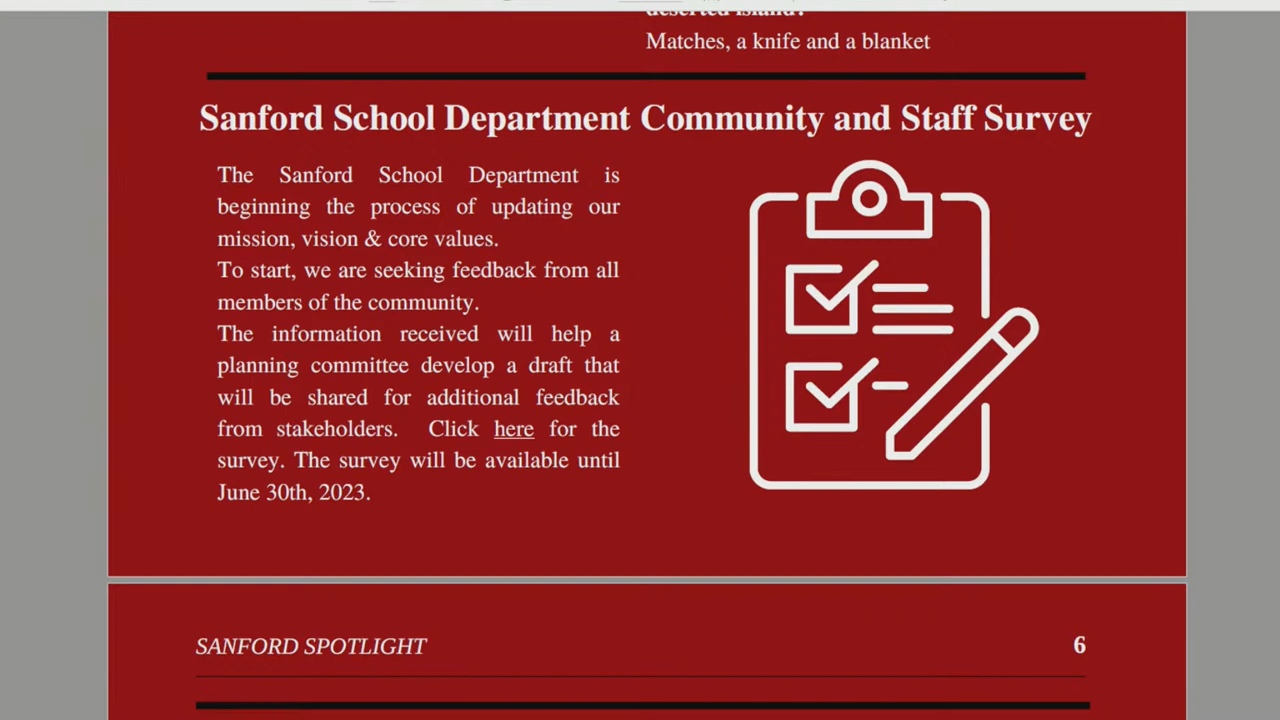 deserted island?
Matches, a knife and a blanket
Sanford School Department Community and Staff Survey
The Sanford School Department is
beginning the process of updating our
mission, vision & core values.
To start, we are seeking feedback from all
members of the community.
The information received will help a
planning committee develop a draft that
will be shared for additional feedback
from stakeholders. Click here for the
survey. The survey will be available until
June 30th, 2023.
SANFORD SPOTLIGHT
6